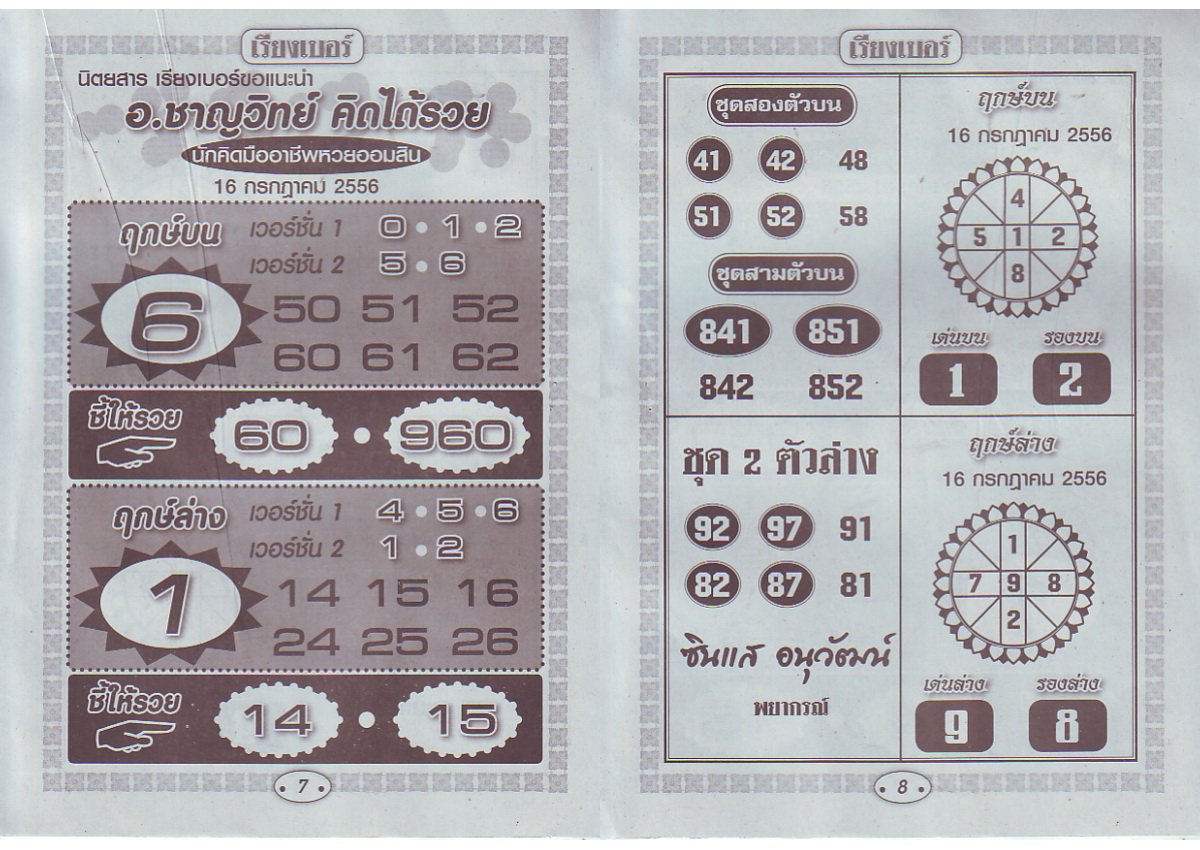 เรียงเบอร์
นิตยสาร เรียงเบอร์ขอแนะนำ
อ.ชาญวิทย์ คิดได้รวย
นักคิดมืออาชีพหวยออมสิน
16 กรกฎาคม 2556
ฤกษ์บน
เวอร์ชั่น 1 0 • 1 • 2
เวอร์ชั่น 2 5 • 6
6
50 51 52
60 61 62
ชี้ให้รวย
60 • 960
ฤกษ์ล่าง
เวอร์ชั่น 1 4 • 5 • 6
เวอร์ชั่น 2 1 • 2
1
14 15 16
24 25 26
ชี้ให้รวย
14 • 15
• 7 •
เรียงเบอร์
ชุดสองตัวบน
41 42 48
51 52 58
ชุดสามตัวบน
841 851
842 852
ฤกษ์บน
16 กรกฎาคม 2556
4
5 1 2
8
เด่นบน รองบน
1 2
ชุด 2 ตัวล่าง
92 97 91
82 87 81
ซินแส อนุวัฒน์
พยากรณ์
ฤกษ์ล่าง
16 กรกฎาคม 2556
1
7 9 8
2
เด่นล่าง รองล่าง
9 8
• 8 •